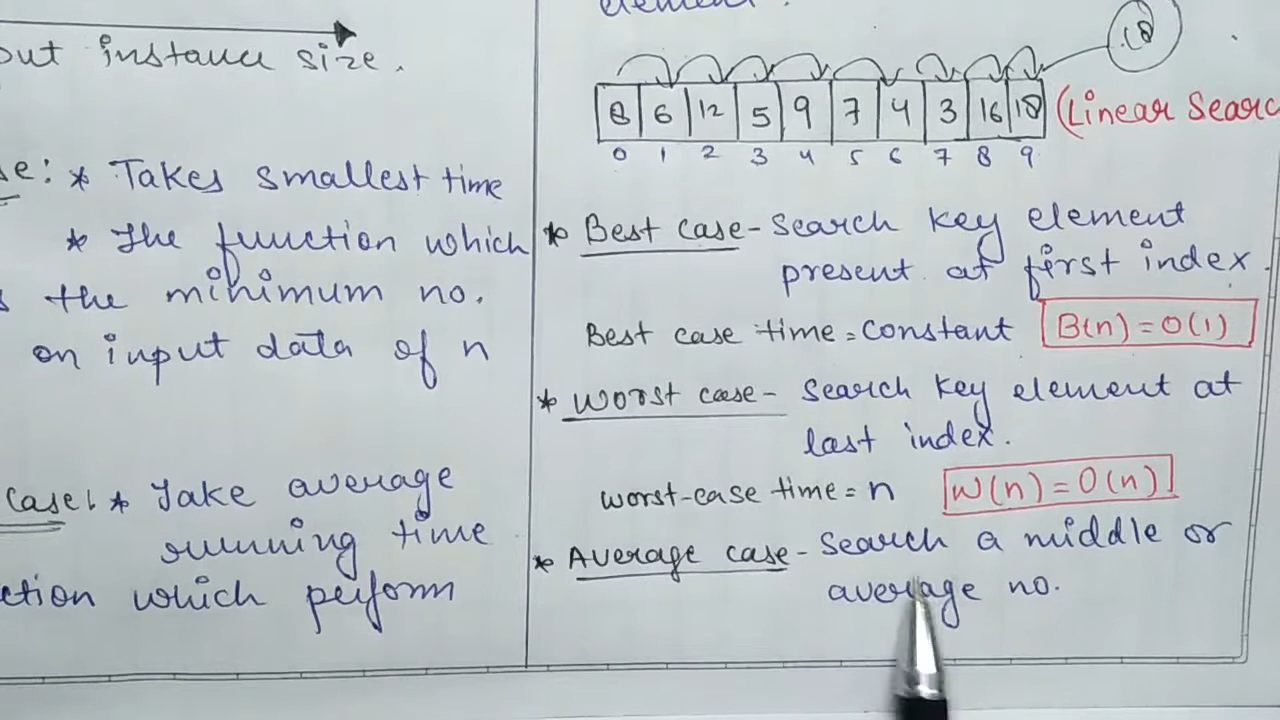 out instance size.
se: * Takes smallest time
* the function which
s the minimum no.
on input data of n
case: * Take average
running time
ction which perform
element.
18
8 6 12 5 9 7 4 3 16 18 (Linear Search
0 1 2 3 4 5 6 7 8 9
* Best case - Search key element
present at first index.
Best case time = constant B(n) = O(1)
* Worst case - Search key element at
last index.
worst-case time = n W(n) = O(n)
* Average case - Search a middle or
average no.